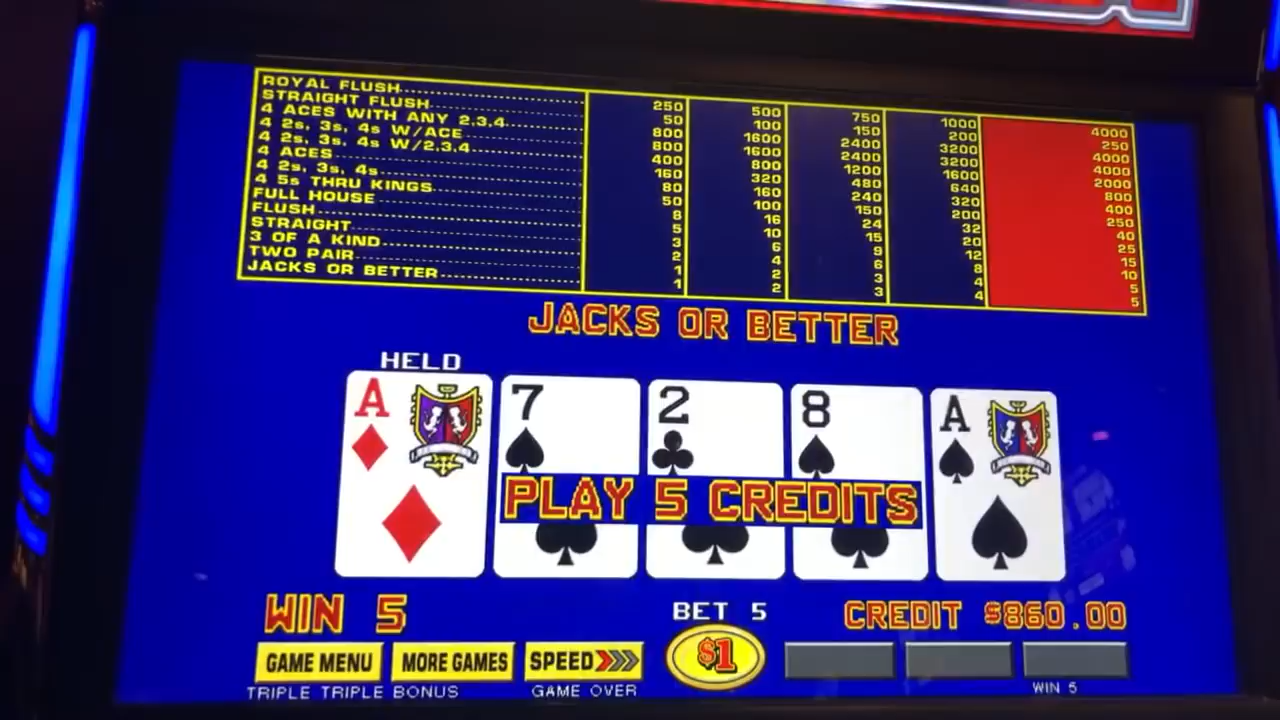 ROYAL FLUSH 250 500 750 1000 4000
STRAIGHT FLUSH 50 100 150 200 250
4 ACES WITH ANY 2,3,4 800 1600 2400 3200 4000
4 2s, 3s, 4s W/ACE 800 1600 2400 3200 4000
4 2s, 3s, 4s W/2,3,4 400 800 1200 1600 2000
4 ACES 160 320 480 640 800
4 2s, 3s, 4s 80 160 240 320 400
4 5s THRU KINGS 50 100 150 200 250
FULL HOUSE 8 16 24 32 40
FLUSH 5 10 15 20 25
STRAIGHT 3 6 9 12 15
3 OF A KIND 2 4 6 8 10
TWO PAIR 1 2 3 4 5
JACKS OR BETTER 1 2 3 4 5
JACKS OR BETTER
HELD
A 7 2 8 A
PLAY 5 CREDITS
WIN 5 BET 5 CREDIT $860.00
GAME MENU MORE GAMES SPEED $1
TRIPLE TRIPLE BONUS GAME OVER WIN 5